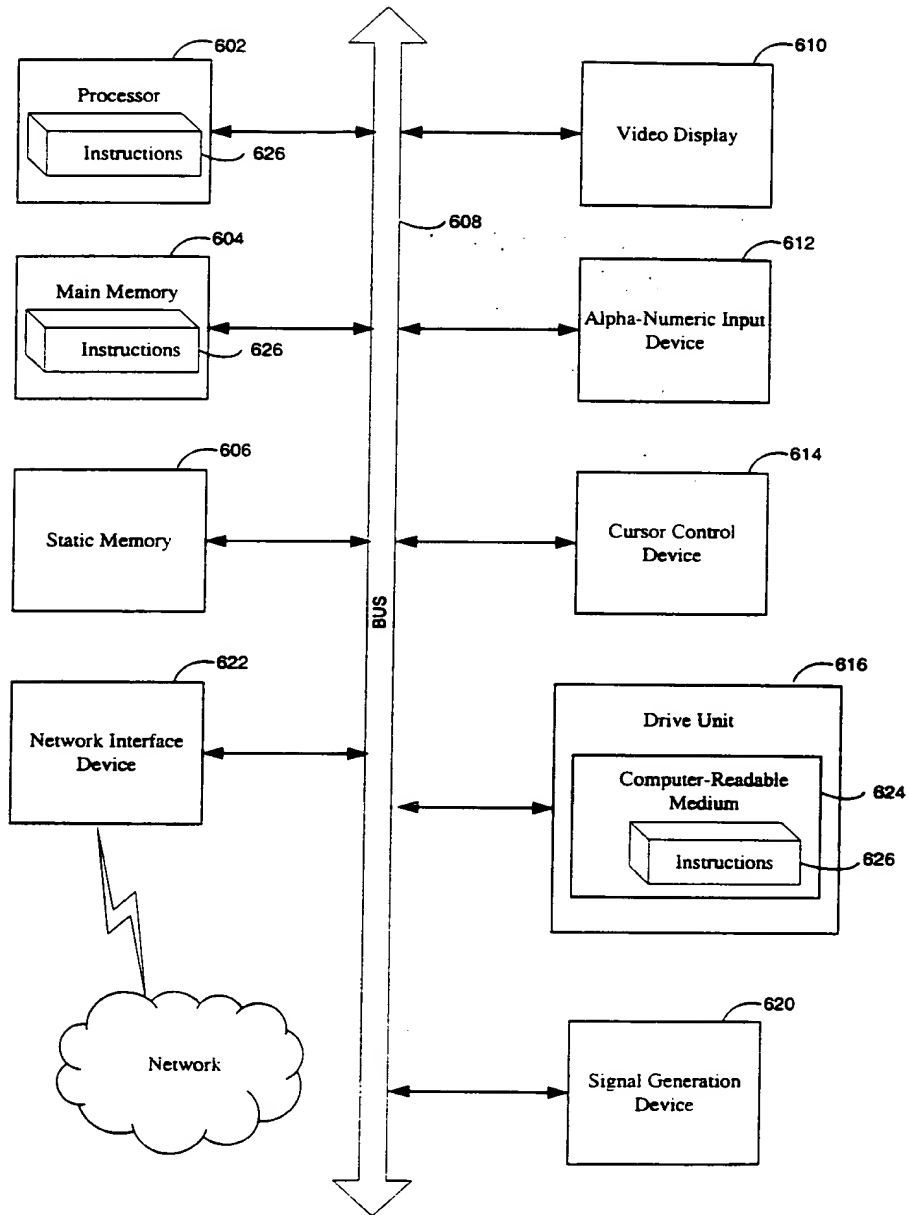 602
Processor
Instructions
626
604
Main Memory
Instructions
626
606
Static Memory
622
Network Interface
Device
Network
608
BUS
610
Video Display
612
Alpha-Numeric Input
Device
614
Cursor Control
Device
616
Drive Unit
Computer-Readable
Medium
624
Instructions
626
620
Signal Generation
Device